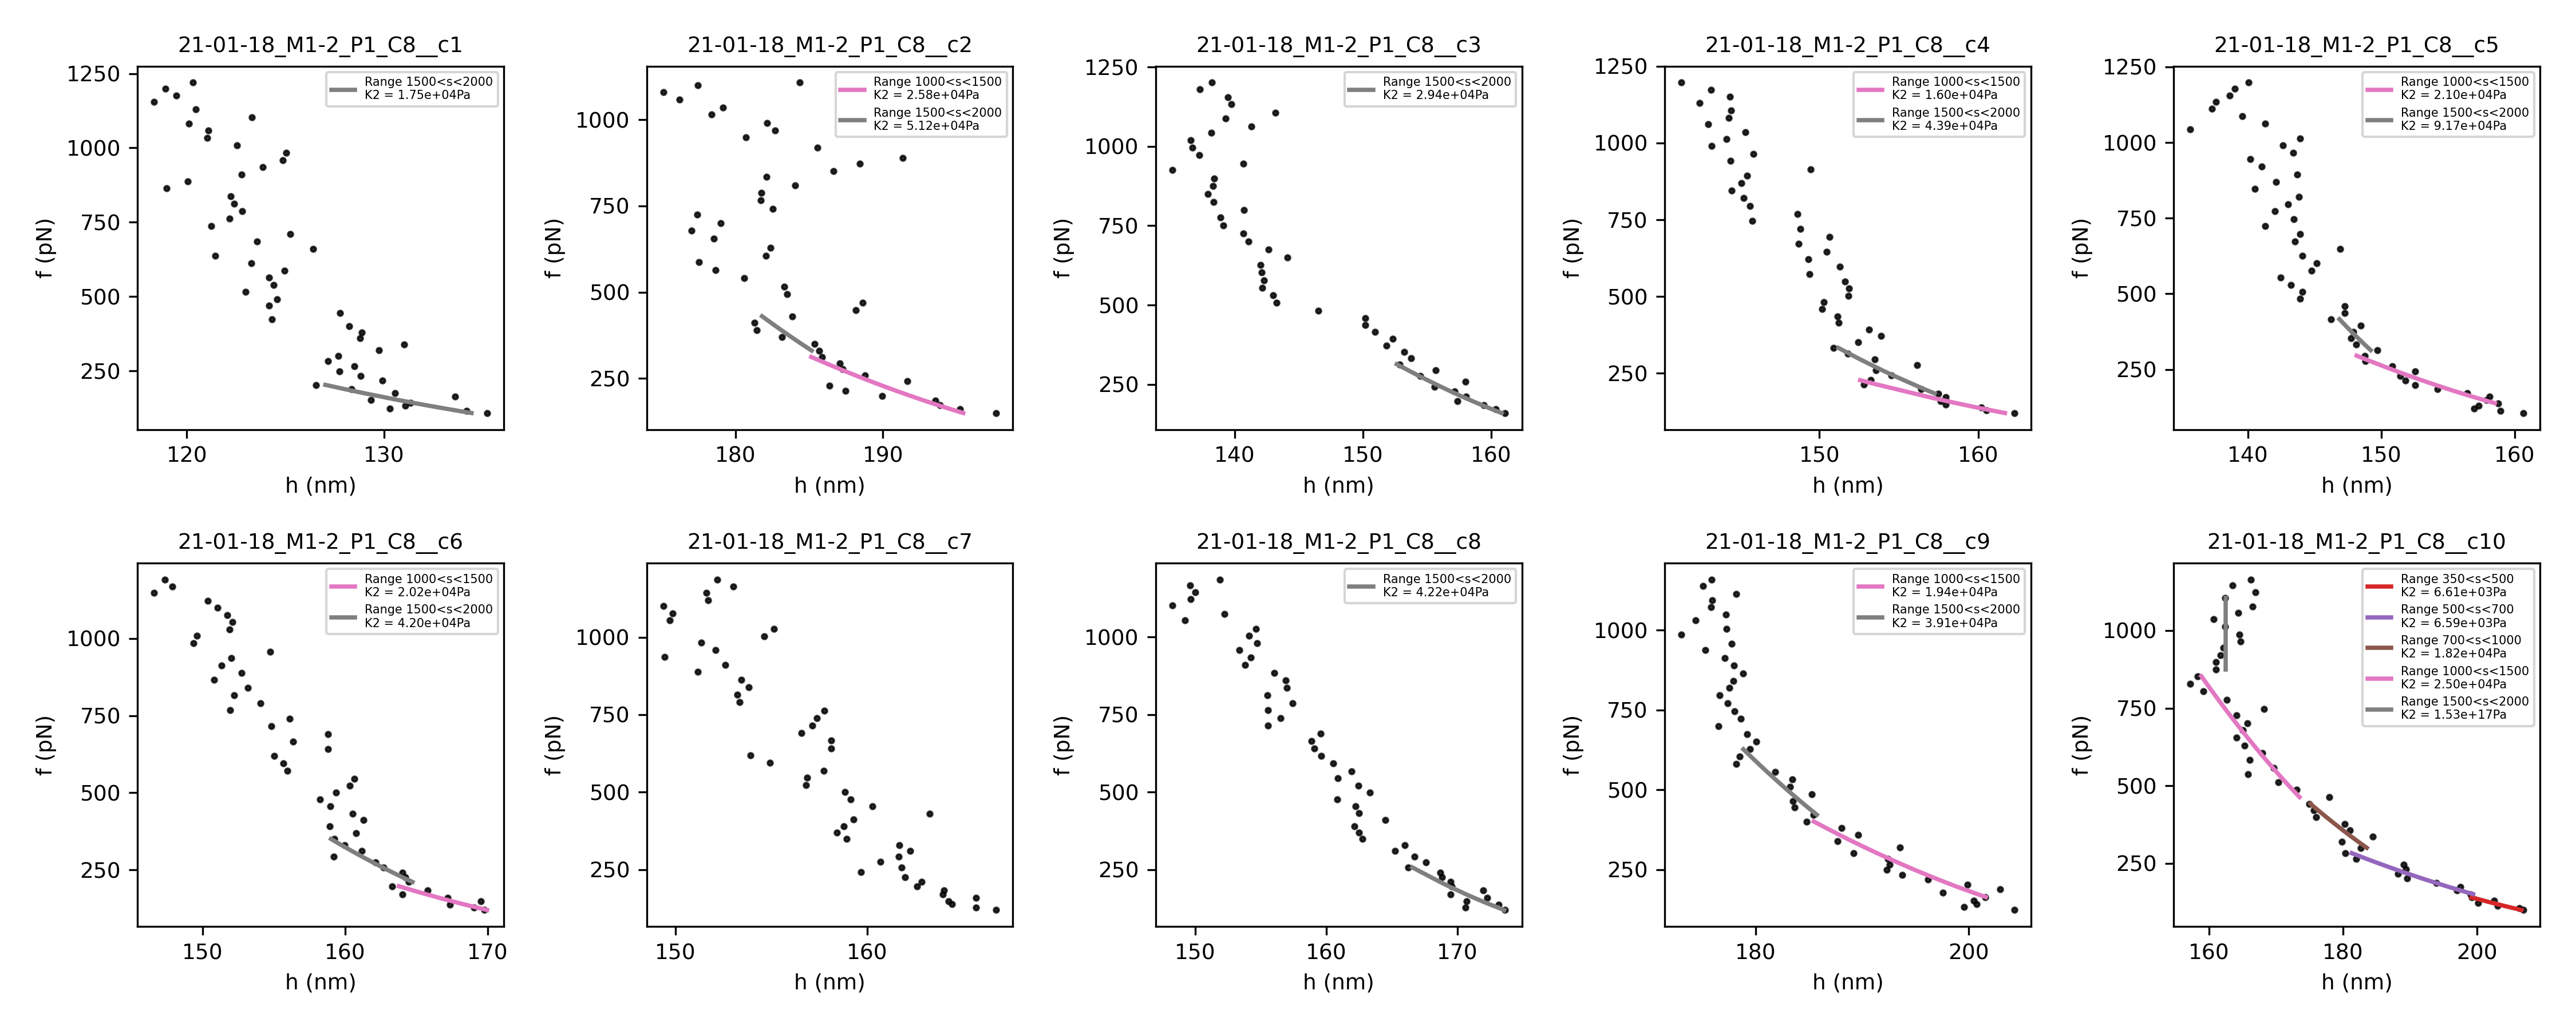 21-01-18_M1-2_P1_C8__c1
1250
1000
750
500
250
f (pN)
120
130
h (nm)
Range 1500<s<2000
K2 = 1.75e+04Pa
21-01-18_M1-2_P1_C8__c2
1000
750
500
250
f (pN)
180
190
h (nm)
Range 1000<s<1500
K2 = 2.58e+04Pa
Range 1500<s<2000
K2 = 5.12e+04Pa
21-01-18_M1-2_P1_C8__c3
1250
1000
750
500
250
f (pN)
140
150
160
h (nm)
Range 1500<s<2000
K2 = 2.94e+04Pa
21-01-18_M1-2_P1_C8__c4
1250
1000
750
500
250
f (pN)
150
160
h (nm)
Range 1000<s<1500
K2 = 1.60e+04Pa
Range 1500<s<2000
K2 = 4.39e+04Pa
21-01-18_M1-2_P1_C8__c5
1250
1000
750
500
250
f (pN)
140
150
160
h (nm)
Range 1000<s<1500
K2 = 2.10e+04Pa
Range 1500<s<2000
K2 = 9.17e+04Pa
21-01-18_M1-2_P1_C8__c6
1000
750
500
250
f (pN)
150
160
170
h (nm)
Range 1000<s<1500
K2 = 2.02e+04Pa
Range 1500<s<2000
K2 = 4.20e+04Pa
21-01-18_M1-2_P1_C8__c7
1000
750
500
250
f (pN)
150
160
h (nm)
21-01-18_M1-2_P1_C8__c8
1000
750
500
250
f (pN)
150
160
170
h (nm)
Range 1500<s<2000
K2 = 4.22e+04Pa
21-01-18_M1-2_P1_C8__c9
1000
750
500
250
f (pN)
180
200
h (nm)
Range 1000<s<1500
K2 = 1.94e+04Pa
Range 1500<s<2000
K2 = 3.91e+04Pa
21-01-18_M1-2_P1_C8__c10
1000
750
500
250
f (pN)
160
180
200
h (nm)
Range 350<s<500
K2 = 6.61e+03Pa
Range 500<s<700
K2 = 6.59e+03Pa
Range 700<s<1000
K2 = 1.82e+04Pa
Range 1000<s<1500
K2 = 2.50e+04Pa
Range 1500<s<2000
K2 = 1.53e+17Pa